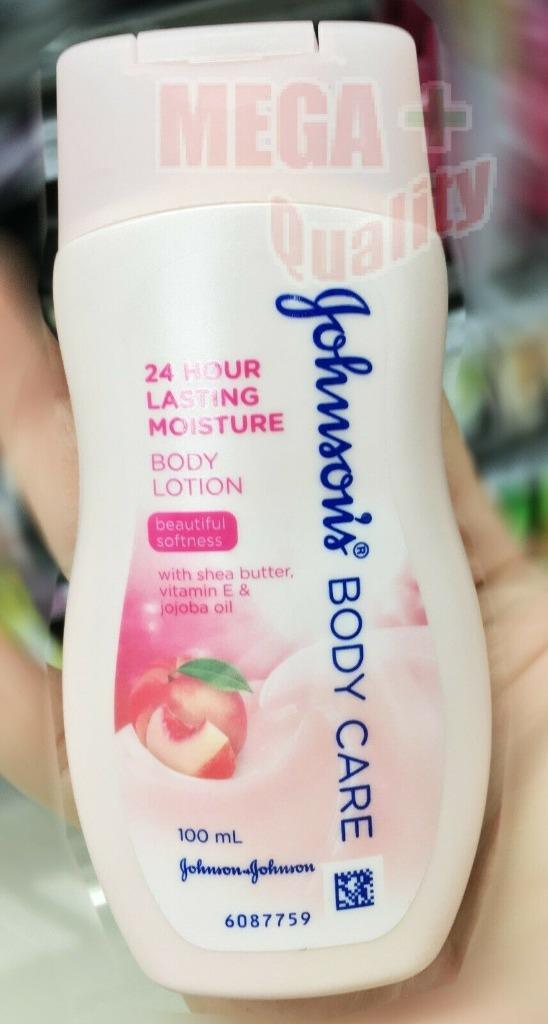 MEGA +
Quality
Johnson's® BODY CARE
24 HOUR
LASTING
MOISTURE
BODY
LOTION
beautiful
softness
with shea butter,
vitamin E &
jojoba oil
100 mL
Johnson & Johnson
6087759